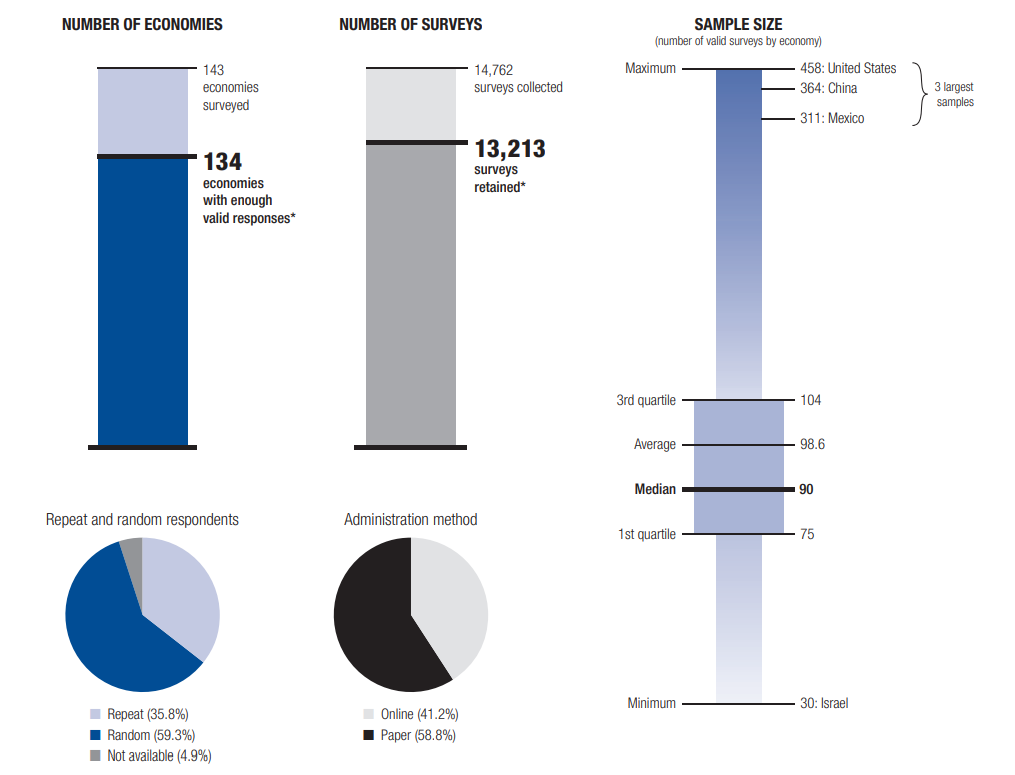 NUMBER OF ECONOMIES
143
economies
surveyed
134
economies
with enough
valid responses*
NUMBER OF SURVEYS
14,762
surveys collected
13,213
surveys
retained*
SAMPLE SIZE
(number of valid surveys by economy)
Maximum
458: United States
364: China
311: Mexico
3 largest
samples
3rd quartile
104
Average
98.6
Median
90
1st quartile
75
Minimum
30: Israel
Repeat and random respondents
Repeat (35.8%)
Random (59.3%)
Not available (4.9%)
Administration method
Online (41.2%)
Paper (58.8%)